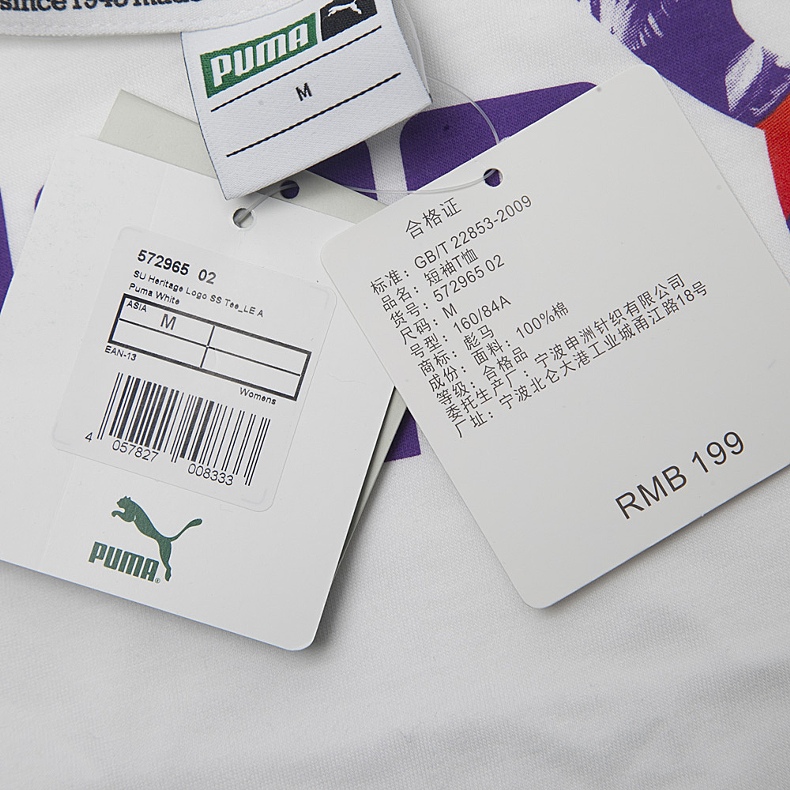 since 1948 made
PUMA
M
572965 02
SU Heritage Logo SS Tee_LE A
Puma White
ASIA
M
EAN-13
Womens
4 057827 008333
PUMA
合格证
标准：GB/T 22853-2009
品名：短袖T恤
货号：572965 02
尺码：M
号型：160/84A
商标：彪马
成份：面料：100%棉
等级：合格品
委托生产厂：宁波申洲针织有限公司
厂址：宁波北仑大港工业城甬江路18号
RMB 199